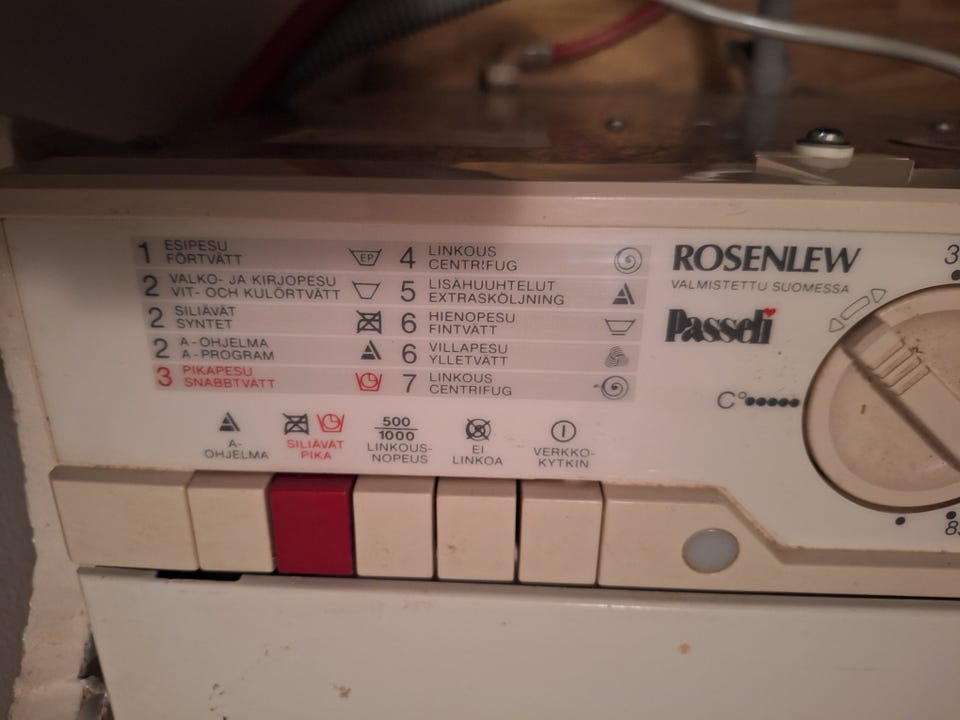 1 ESIPESU
FÖRTVÄTT
EP
2 VALKO- JA KIRJOPESU
VIT- OCH KULÖRTVÄTT
2 SILIÄVÄT
SYNTET
2 A-OHJELMA
A-PROGRAM
A
3 PIKAPESU
SNABBTVÄTT
4 LINKOUS
CENTRIFUG
5 LISÄHUUHTELUT
EXTRASKÖLJNING
A
6 HIENOPESU
FINTVÄTT
6 VILLAPESU
YLLETVÄTT
7 LINKOUS
CENTRIFUG
ROSENLEW
VALMISTETTU SUOMESSA
Passeli
C°
A
A-
OHJELMA
SILIÄVÄT
PIKA
500
1000
LINKOUS-
NOPEUS
EI
LINKOA
VERKKO-
KYTKIN